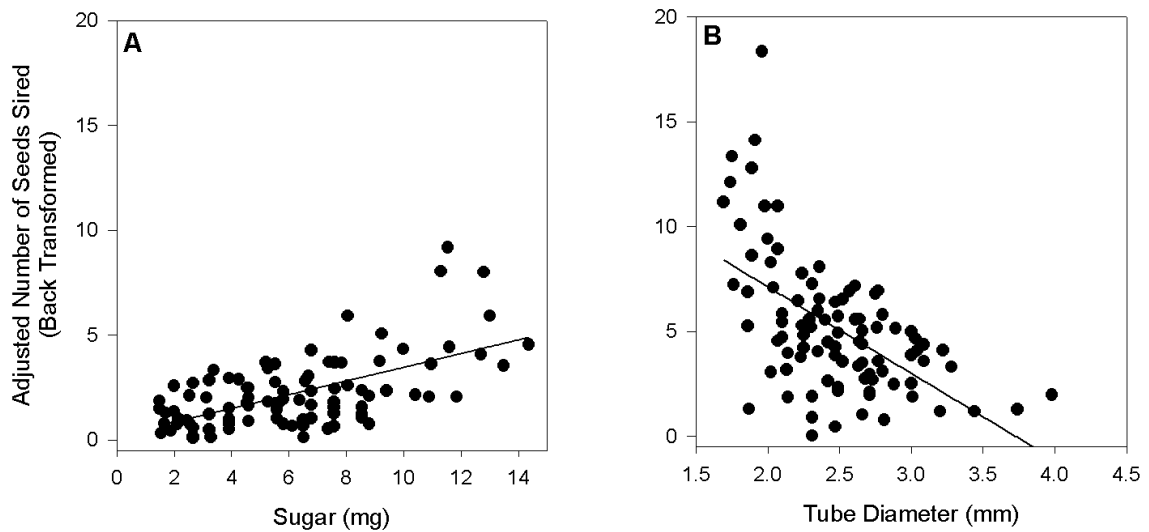 Adjusted Number of Seeds Sired
(Back Transformed)
A
20
15
10
5
0
0 2 4 6 8 10 12 14
Sugar (mg)
B
20
15
10
5
0
1.5 2.0 2.5 3.0 3.5 4.0 4.5
Tube Diameter (mm)